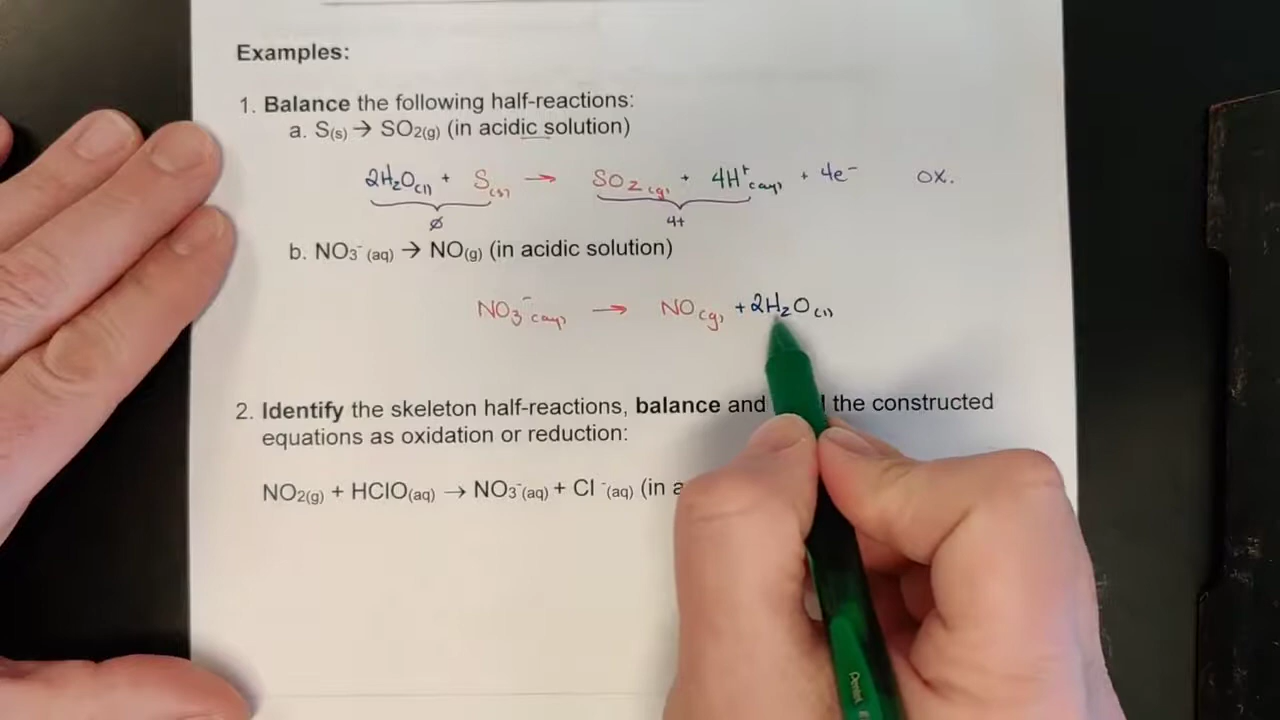 Examples:
1. Balance the following half-reactions:
a. S(s) → SO2(g) (in acidic solution)
2H₂O(l) + S(s) → SO2(g) + 4H⁺(aq) + 4e⁻ OX.
∅ 4+
b. NO3⁻(aq) → NO(g) (in acidic solution)
NO3⁻(aq) → NO(g) + 2H₂O(l)
2. Identify the skeleton half-reactions, balance and the constructed
equations as oxidation or reduction:
NO2(g) + HClO(aq) → NO3⁻(aq) + Cl⁻(aq) (in
Pentel